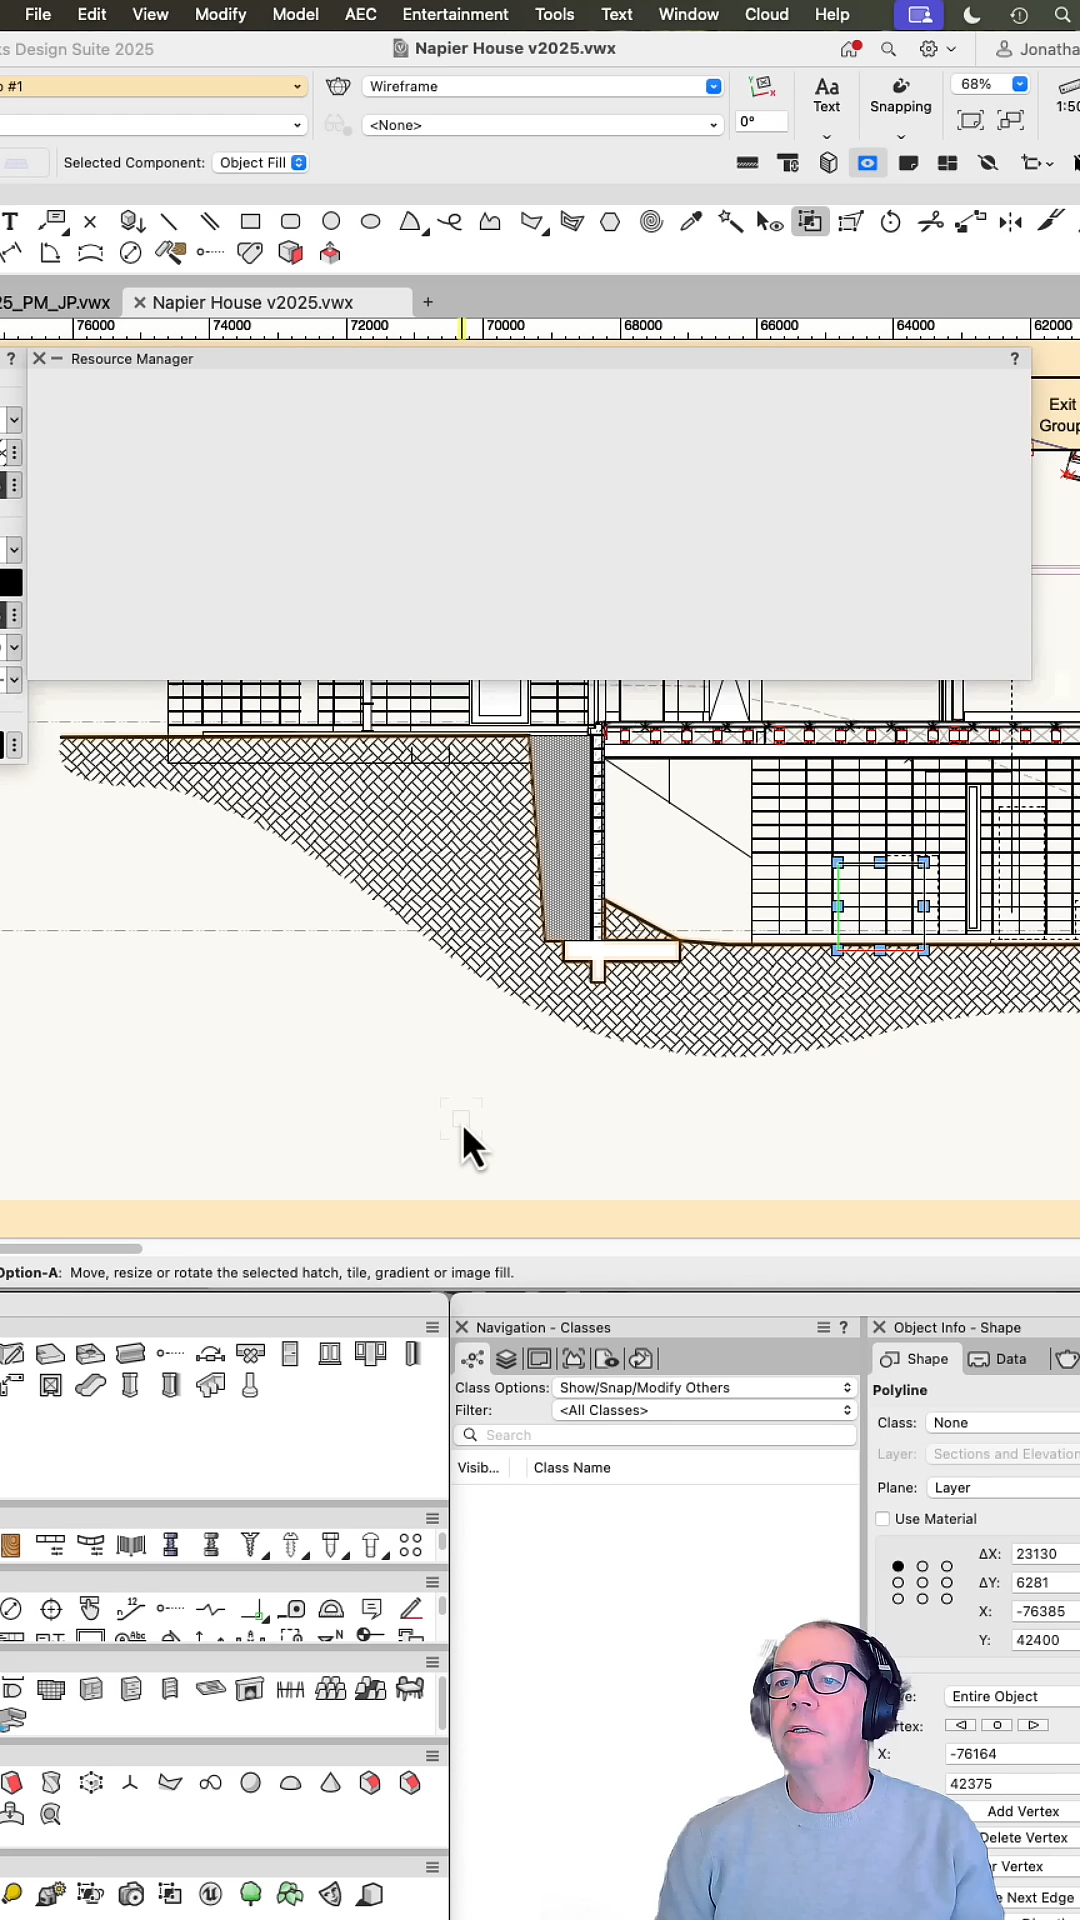 File Edit View Modify Model AEC Entertainment Tools Text Window Cloud Help
ks Design Suite 2025
Napier House v2025.vwx
Jonatha
#1
Wireframe
<None>
0°
Aa
Text
Snapping
68%
1:50
Selected Component: Object Fill
25_PM_JP.vwx
Napier House v2025.vwx
76000 74000 72000 70000 68000 66000 64000 62000
Resource Manager
?
Exit
Group
Option-A: Move, resize or rotate the selected hatch, tile, gradient or image fill.
Navigation - Classes
?
Class Options: Show/Snap/Modify Others
Filter: <All Classes>
Search
Visib... Class Name
Object Info - Shape
Shape Data
Polyline
Class: None
Layer: Sections and Elevation
Plane: Layer
Use Material
ΔX: 23130
ΔY: 6281
X: -76385
Y: 42400
Entire Object
X: -76164
42375
Add Vertex
Delete Vertex
Vertex
Next Edge